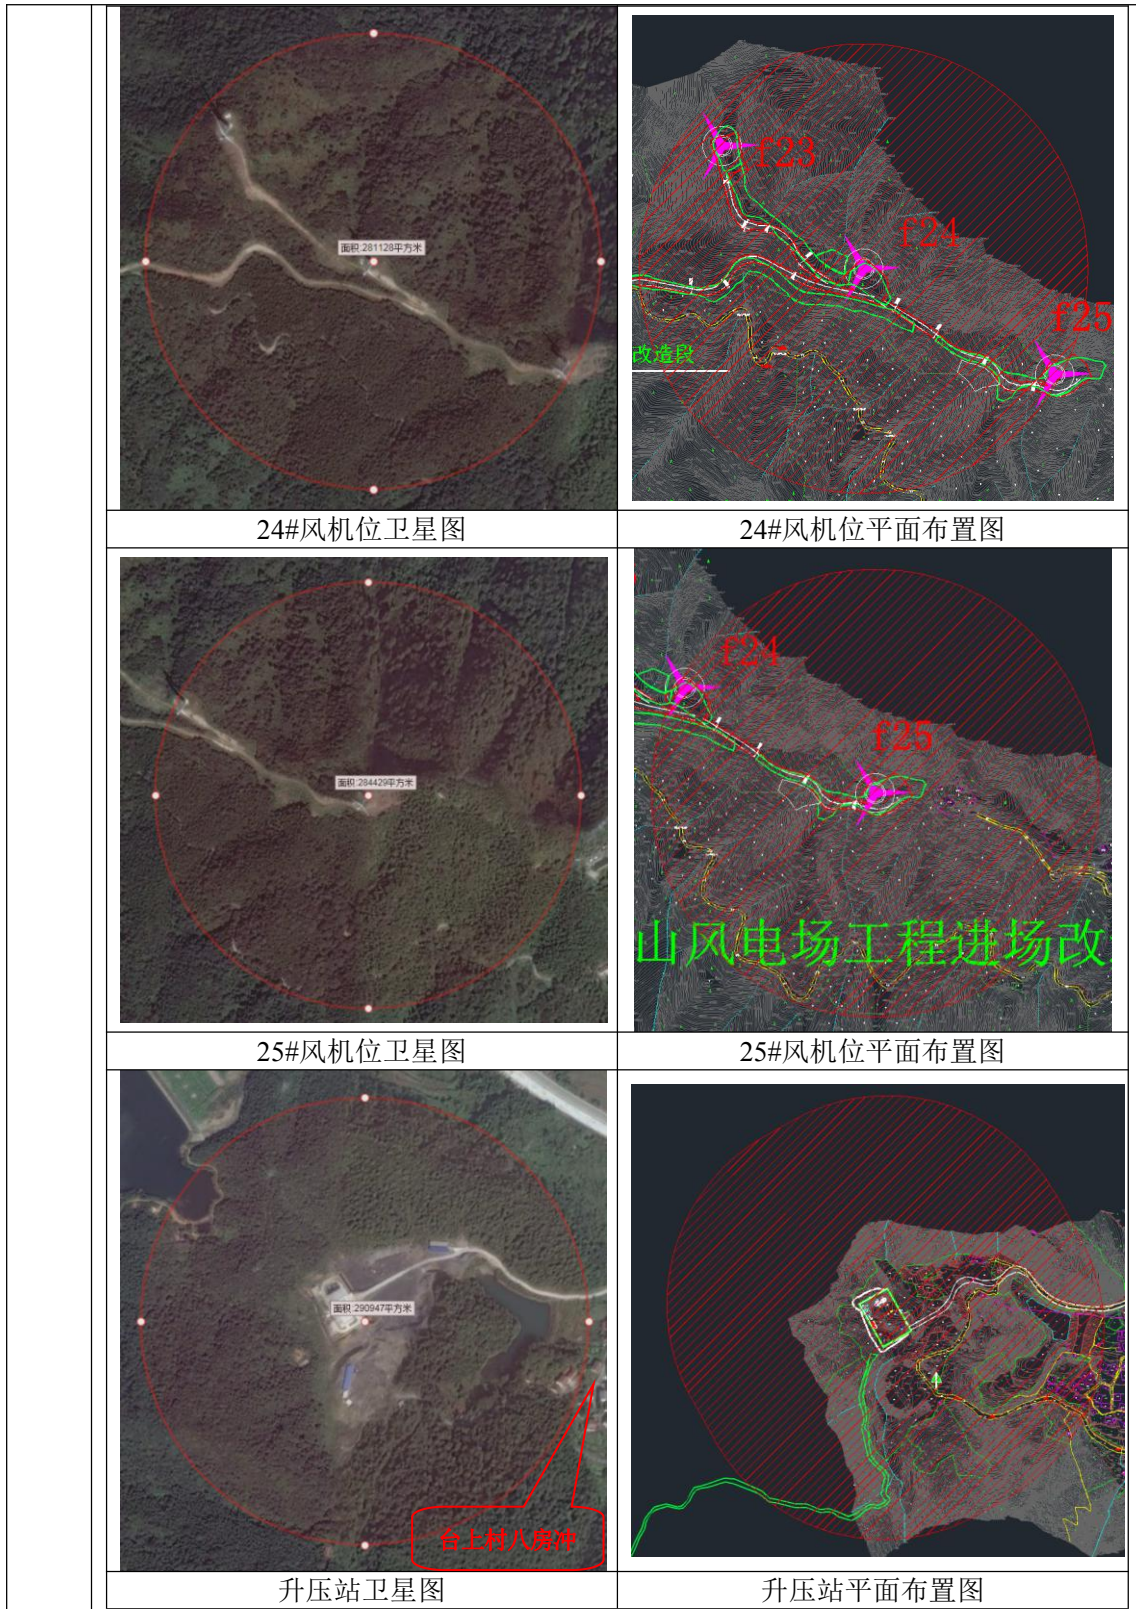 面积:281128平方米
f23
f24
f25
改造段
24#风机位卫星图
24#风机位平面布置图
面积:284429平方米
f24
f25
山风电场工程进场改
25#风机位卫星图
25#风机位平面布置图
面积:290947平方米
台上村八房冲
升压站卫星图
升压站平面布置图